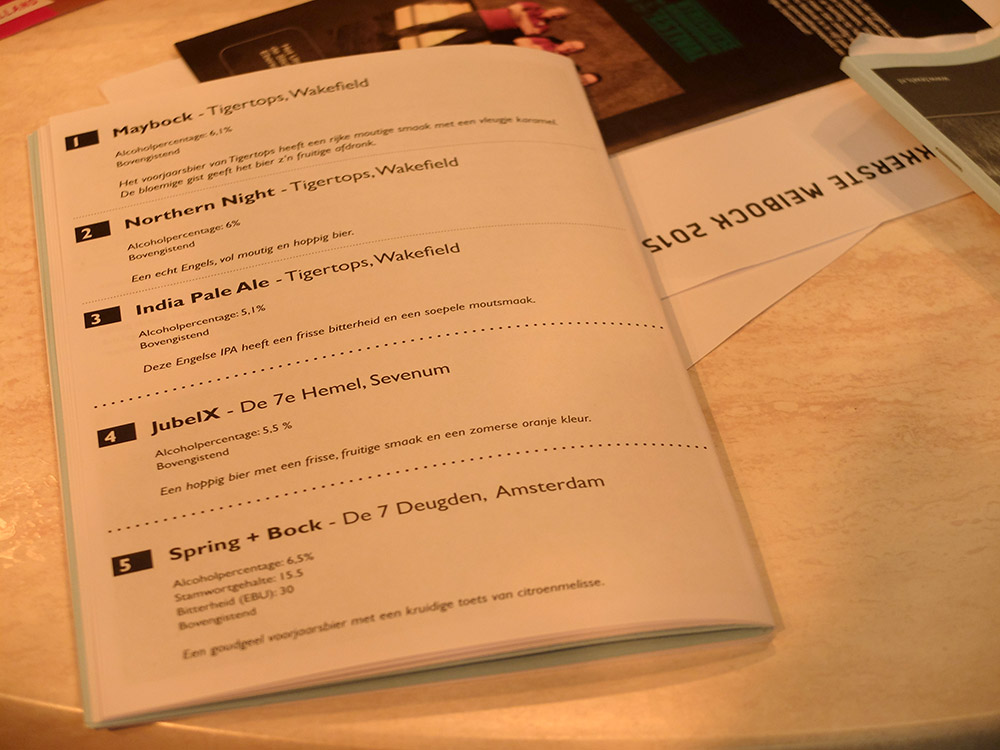 1 Maybock - Tigertops, Wakefield
Alcoholpercentage: 6,1%
Bovengistend
Het voorjaarsbier van Tigertops heeft een rijke moutige smaak met een vleugje karamel.
De bloemige gist geeft het bier z'n fruitige afdronk.
2 Northern Night - Tigertops, Wakefield
Alcoholpercentage: 6%
Bovengistend
Een echt Engels, vol moutig en hoppig bier.
3 India Pale Ale - Tigertops, Wakefield
Alcoholpercentage: 5,1%
Bovengistend
Deze Engelse IPA heeft een frisse bitterheid en een soepele moutsmaak.
4 JubelX - De 7e Hemel, Sevenum
Alcoholpercentage: 5.5 %
Bovengistend
Een hoppig bier met een frisse, fruitige smaak en een zomerse oranje kleur.
5 Spring + Bock - De 7 Deugden, Amsterdam
Alcoholpercentage: 6,5%
Stamwortgehalte: 15.5
Bitterheid (EBU): 30
Bovengistend
Een goudgeel voorjaarsbier met een kruidige toets van citroenmelisse.
KKERSTE MEIBOCK 2015